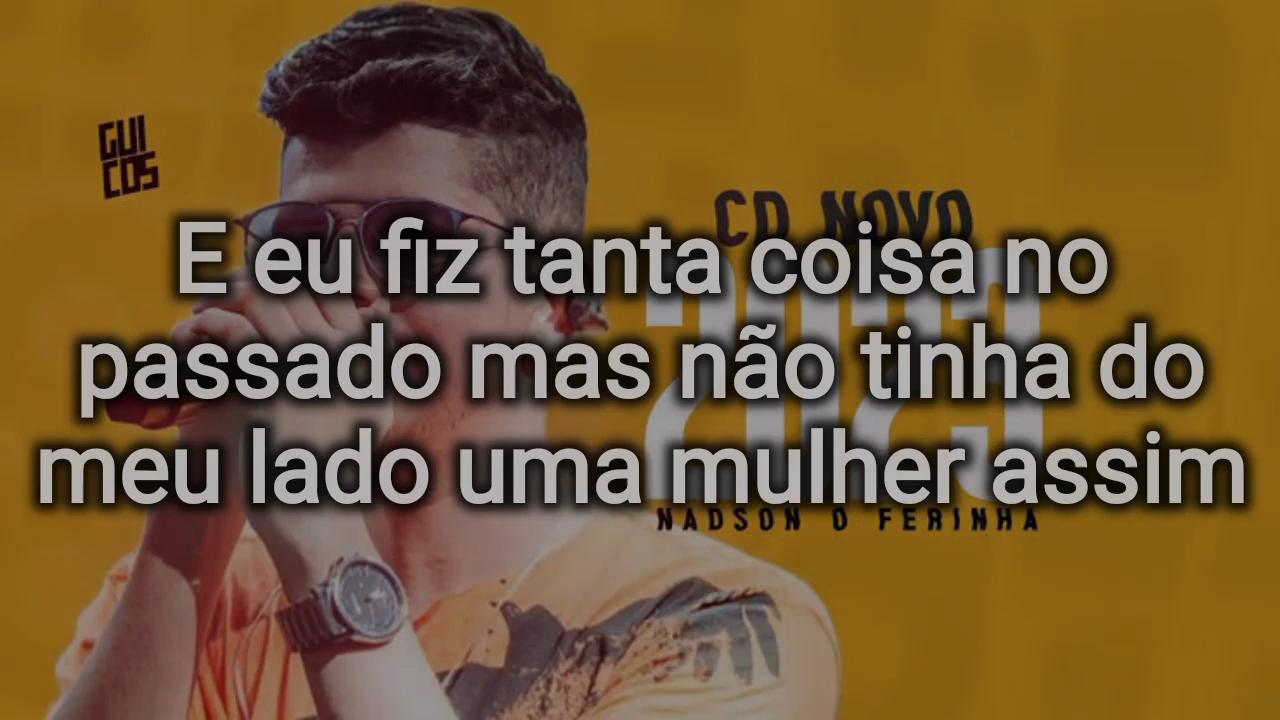 GUI
COS
CD NOVO
2023
E eu fiz tanta coisa no
passado mas não tinha do
meu lado uma mulher assim
NADSON O FERINHA